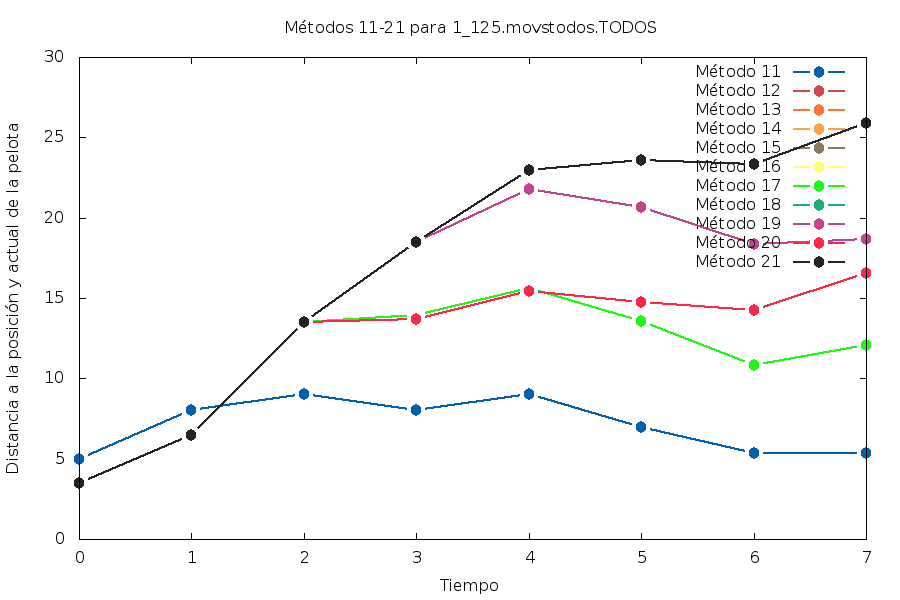 Métodos 11-21 para 1_125.movstodos.TODOS
Distancia a la posición y actual de la pelota
30
25
20
15
10
5
0
Método 11
Método 12
Método 13
Método 14
Método 15
Método 16
Método 17
Método 18
Método 19
Método 20
Método 21
0 1 2 3 4 5 6 7
Tiempo